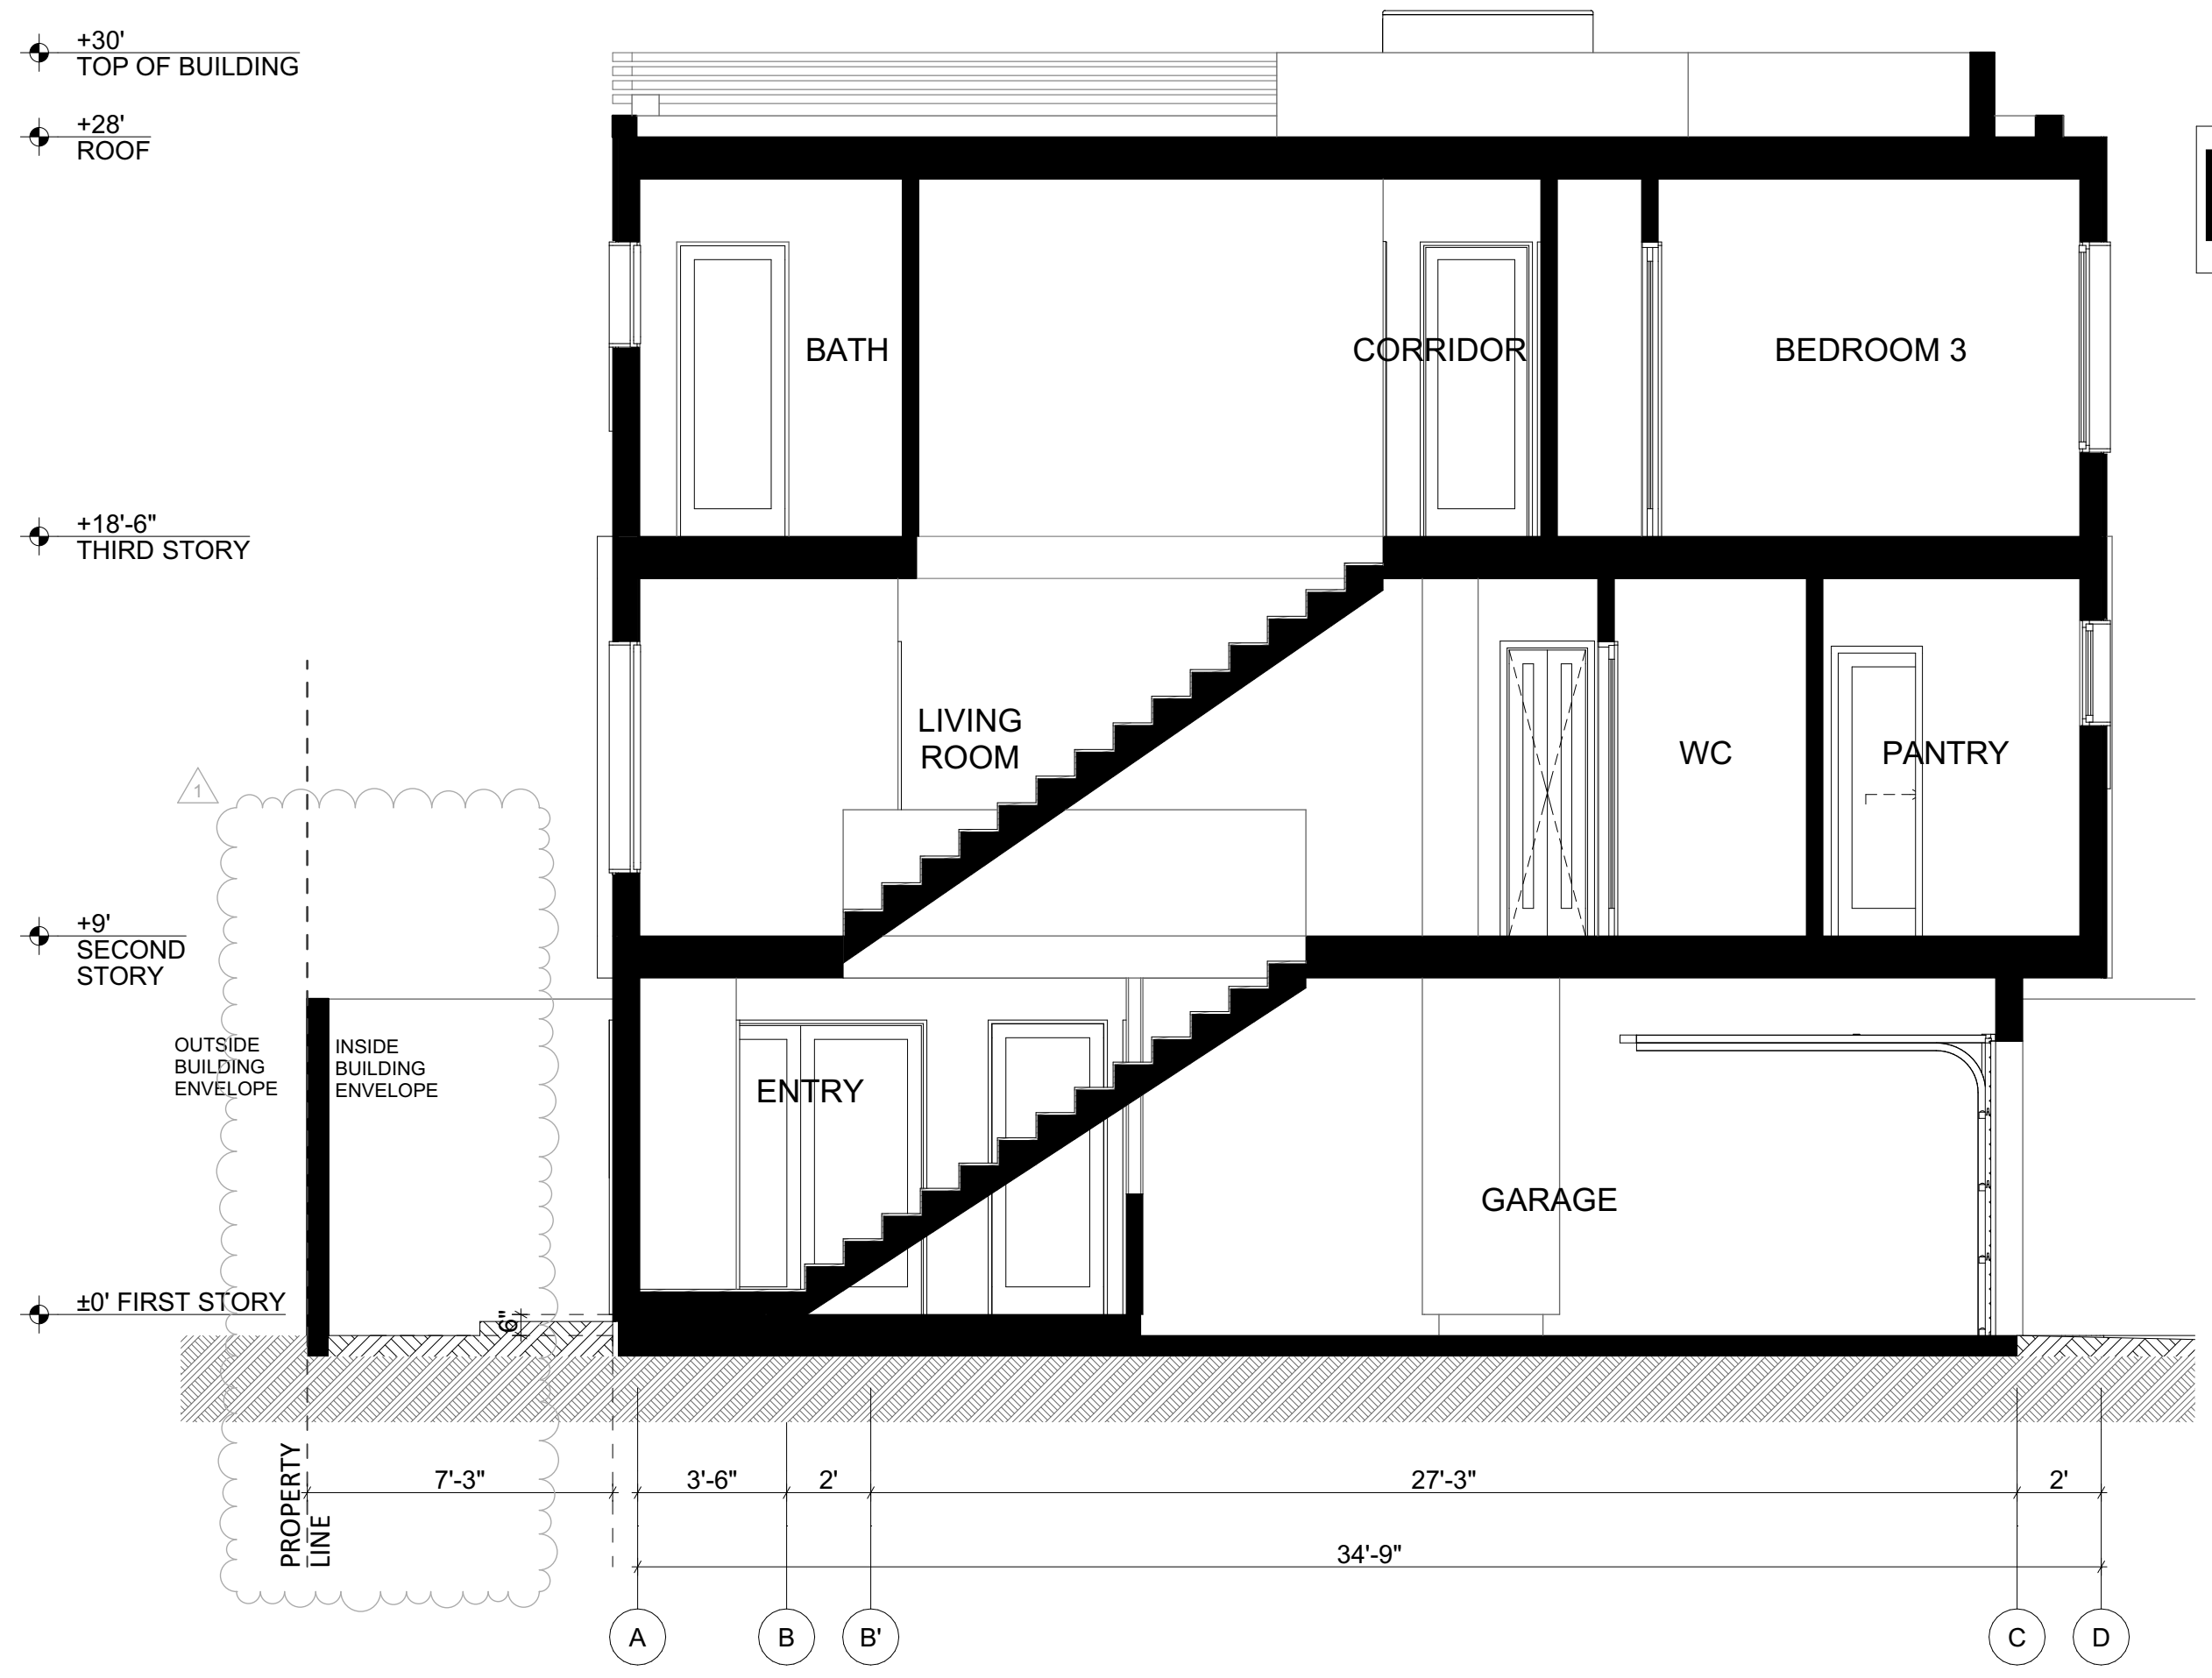 +30'
TOP OF BUILDING
+28'
ROOF
BATH
CORRIDOR
BEDROOM 3
+18'-6"
THIRD STORY
LIVING
ROOM
WC
PANTRY
1
+9'
SECOND
STORY
OUTSIDE
BUILDING
ENVELOPE
INSIDE
BUILDING
ENVELOPE
ENTRY
GARAGE
±0' FIRST STORY
6"
PROPERTY
LINE
7'-3"
3'-6"
2'
27'-3"
2'
34'-9"
A
B
B'
C
D